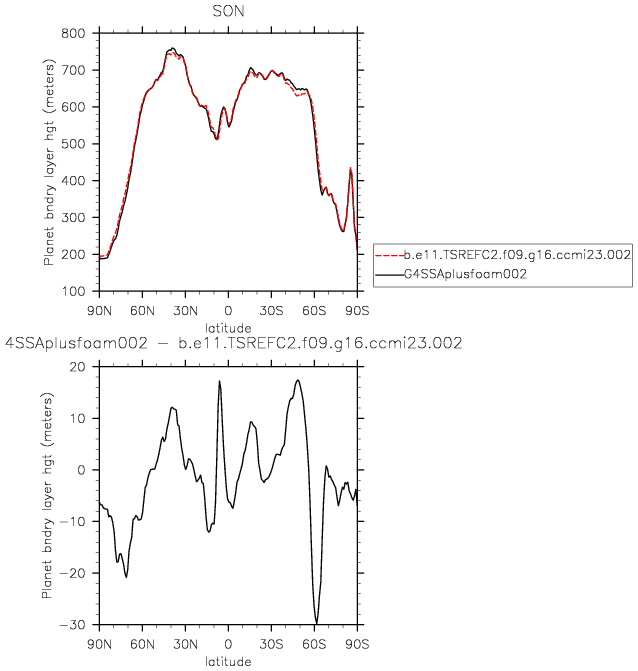 SON
Planet bndry layer hgt (meters)
800
700
600
500
400
300
200
100
90N 60N 30N 0 30S 60S 90S
latitude
b.e11.TSREFC2.f09.g16.ccmi23.002
G4SSAplusfoam002
4SSAplusfoam002 – b.e11.TSREFC2.f09.g16.ccmi23.002
Planet bndry layer hgt (meters)
20
10
0
−10
−20
−30
90N 60N 30N 0 30S 60S 90S
latitude